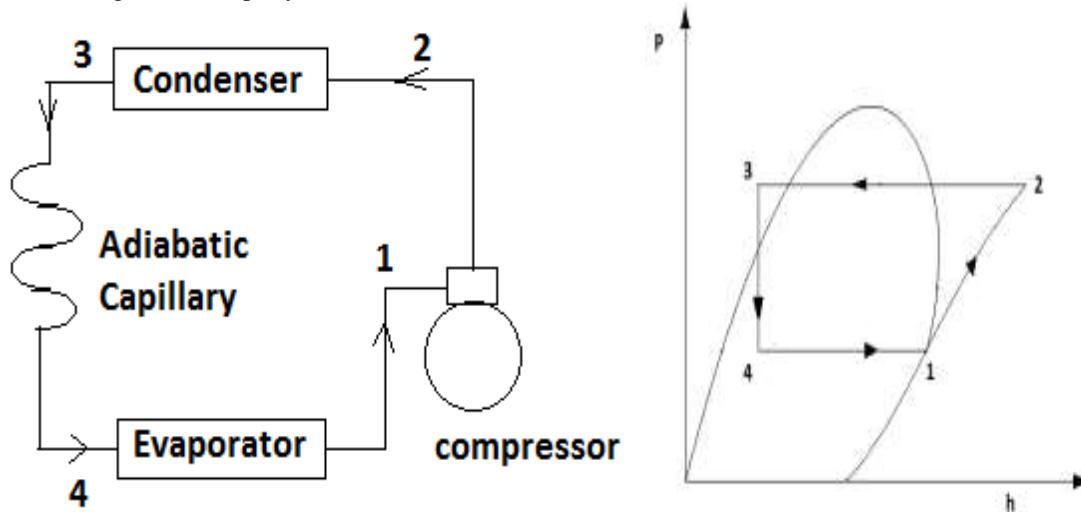 3
Condenser
2
Adiabatic
Capillary
1
4
Evaporator
compressor
P
3
2
4
1
h